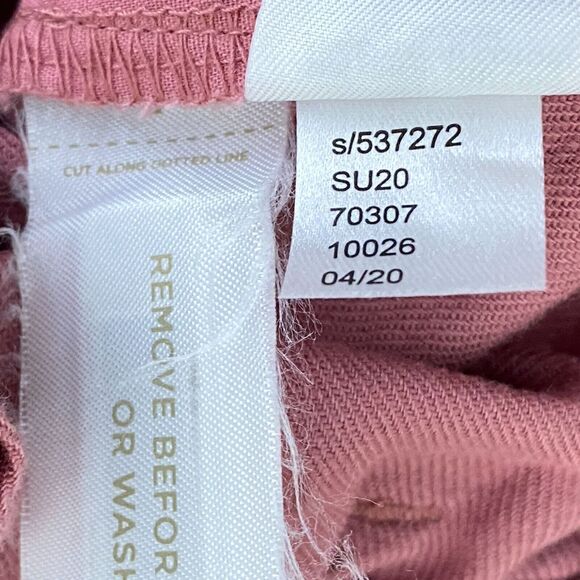 CUT ALONG DOTTED LINE
REMOVE BEFOR
OR WASH
s/537272
SU20
70307
10026
04/20